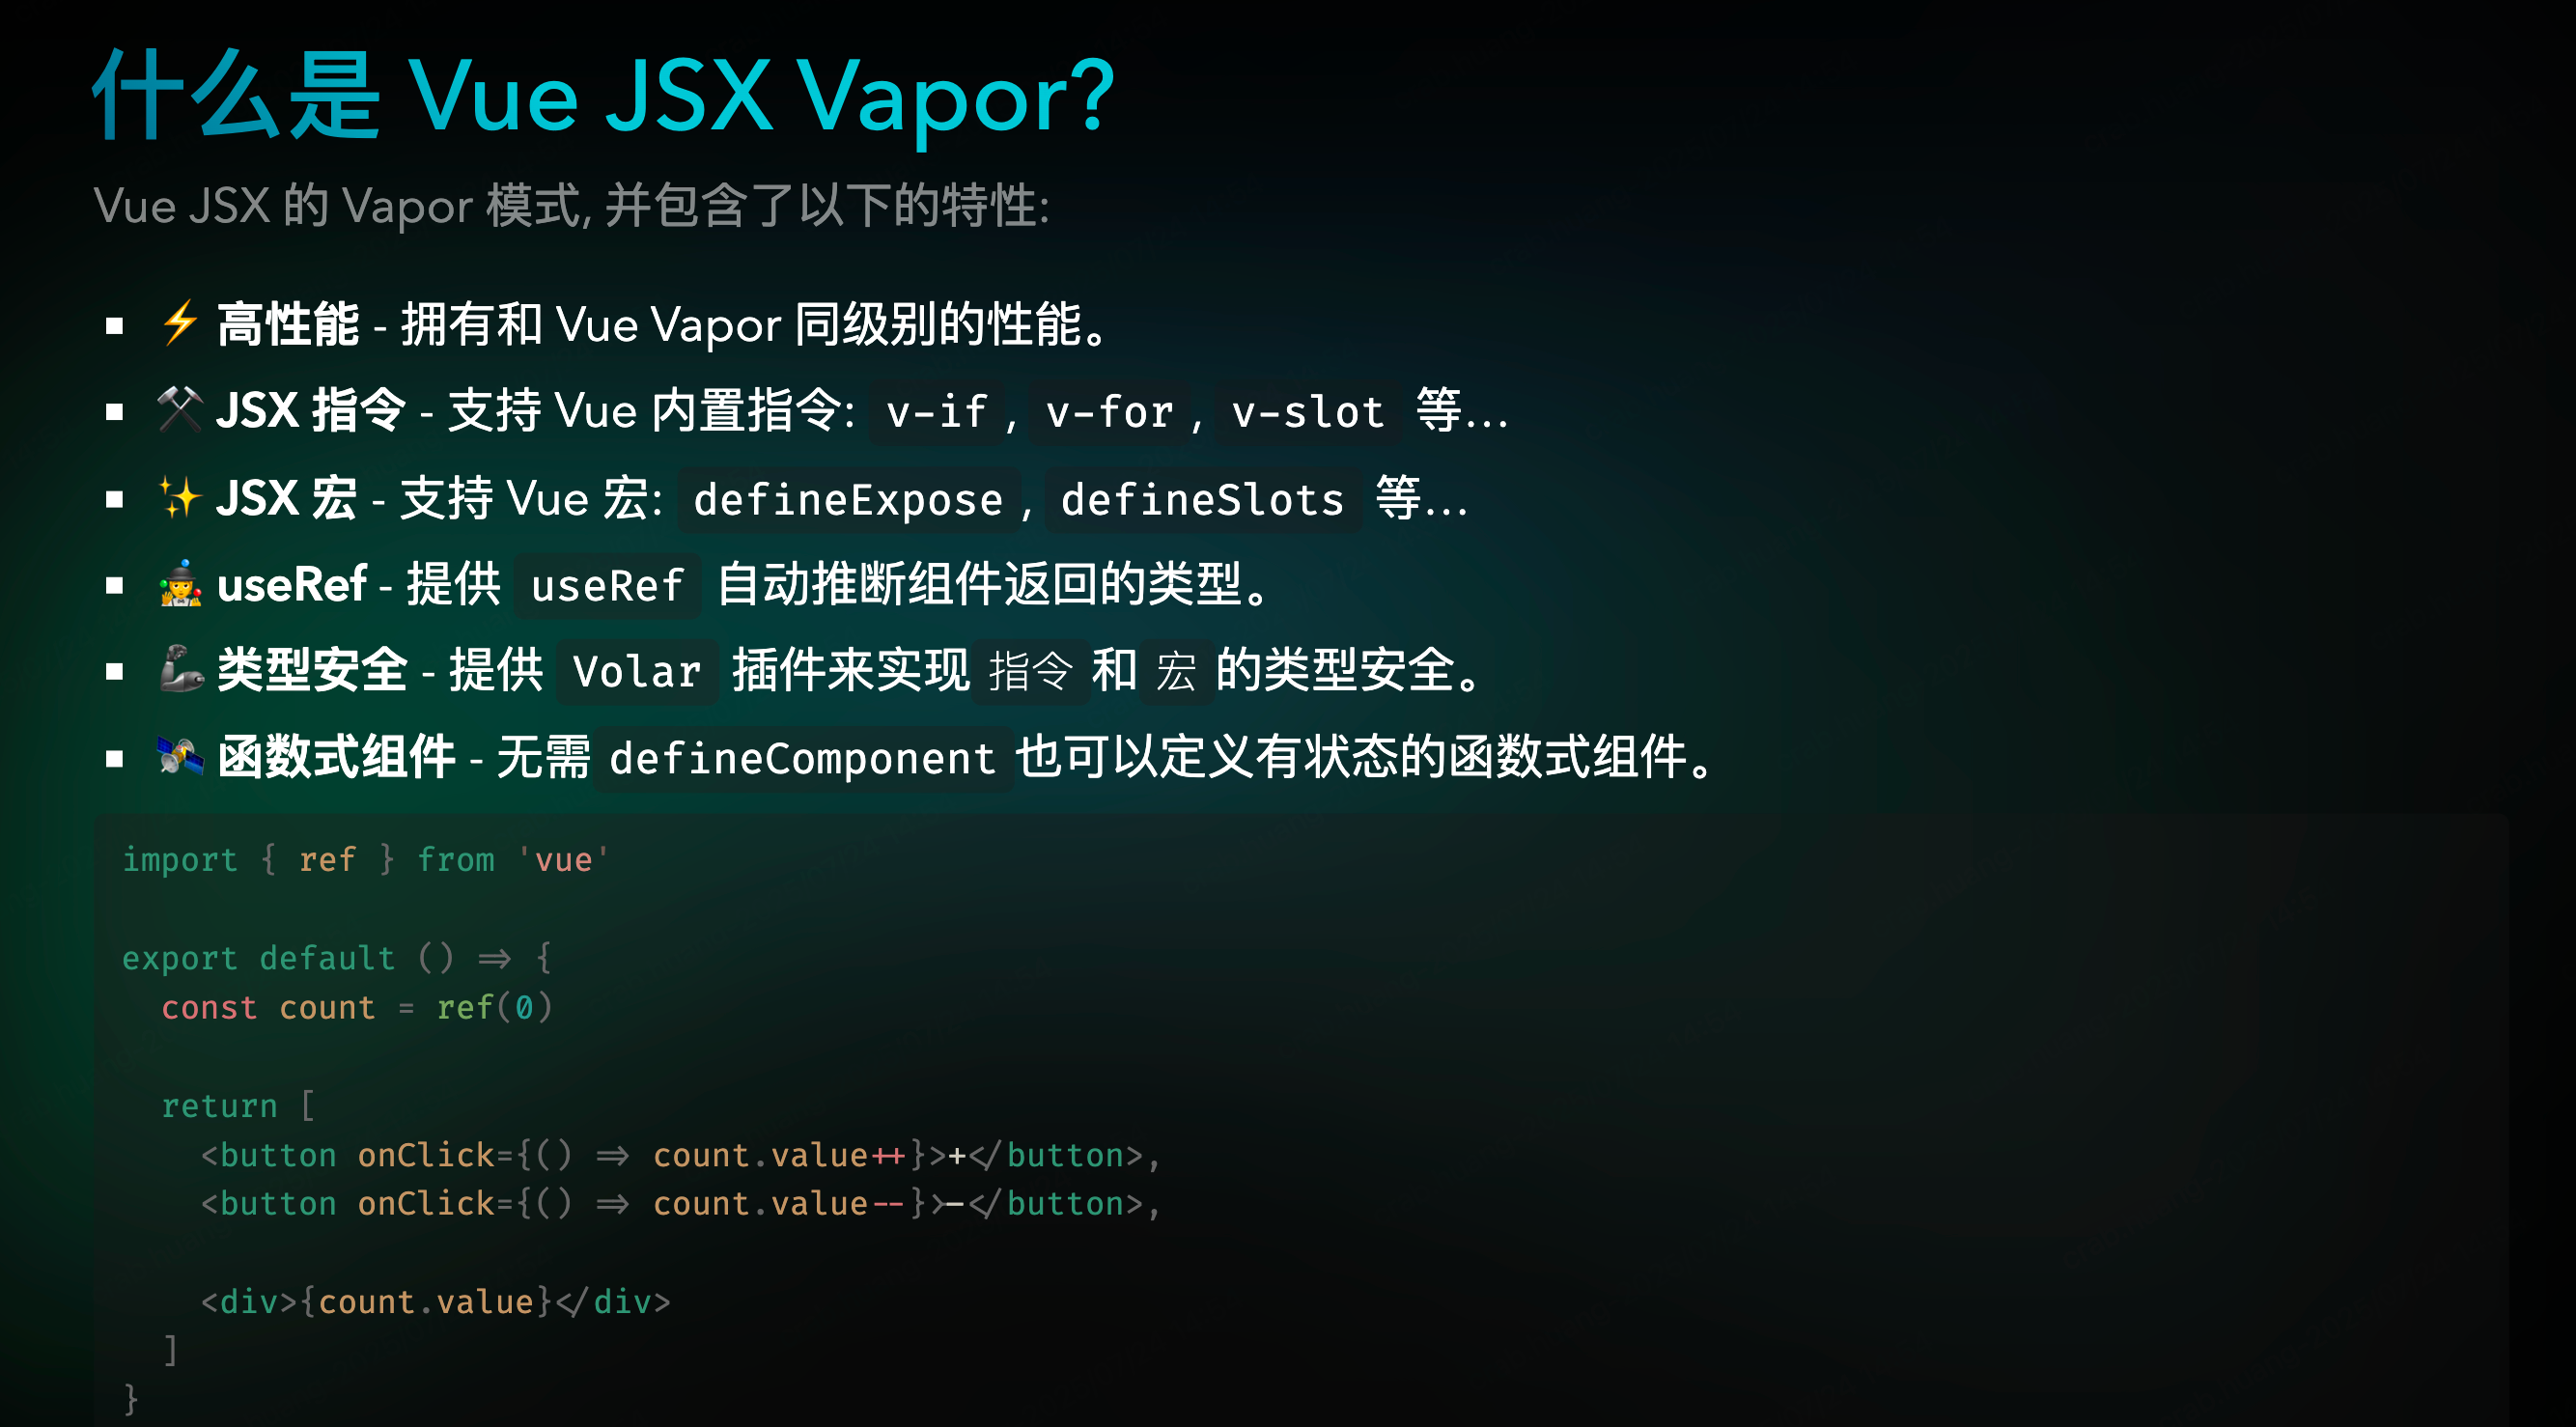 什么是 Vue JSX Vapor?
Vue JSX 的 Vapor 模式, 并包含了以下的特性:
⚡ 高性能 - 拥有和 Vue Vapor 同级别的性能。
⚒️ JSX 指令 - 支持 Vue 内置指令: v-if, v-for, v-slot 等...
✨ JSX 宏 - 支持 Vue 宏: defineExpose, defineSlots 等...
🤹 useRef - 提供 useRef 自动推断组件返回的类型。
🦾 类型安全 - 提供 Volar 插件来实现 指令 和 宏 的类型安全。
🛰️ 函数式组件 - 无需 defineComponent 也可以定义有状态的函数式组件。
import { ref } from 'vue'
export default () => {
  const count = ref(0)
  return [
    <button onClick={() => count.value++}>+</button>,
    <button onClick={() => count.value--}>-</button>,
    <div>{count.value}</div>
  ]
}